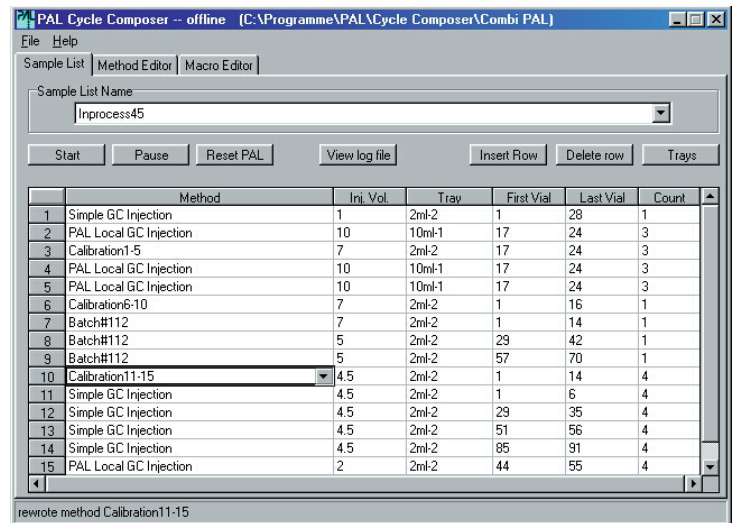 PAL Cycle Composer -- offline (C:\Programme\PAL\Cycle Composer\Combi PAL)
File Help
Sample List Method Editor Macro Editor
Sample List Name
Inprocess45
Start Pause Reset PAL View log file Insert Row Delete row Trays
Method Inj. Vol. Tray First Vial Last Vial Count
1 Simple GC Injection 1 2ml-2 1 28 1
2 PAL Local GC Injection 10 10ml-1 17 24 3
3 Calibration1-5 7 2ml-2 17 24 3
4 PAL Local GC Injection 10 10ml-1 17 24 3
5 PAL Local GC Injection 10 10ml-1 17 24 3
6 Calibration6-10 7 2ml-2 1 16 1
7 Batch#112 7 2ml-2 1 14 1
8 Batch#112 5 2ml-2 29 42 1
9 Batch#112 5 2ml-2 57 70 1
10 Calibration11-15 4.5 2ml-2 1 14 4
11 Simple GC Injection 4.5 2ml-2 1 6 4
12 Simple GC Injection 4.5 2ml-2 29 35 4
13 Simple GC Injection 4.5 2ml-2 51 56 4
14 Simple GC Injection 4.5 2ml-2 85 91 4
15 PAL Local GC Injection 2 2ml-2 44 55 4
rewrote method Calibration11-15